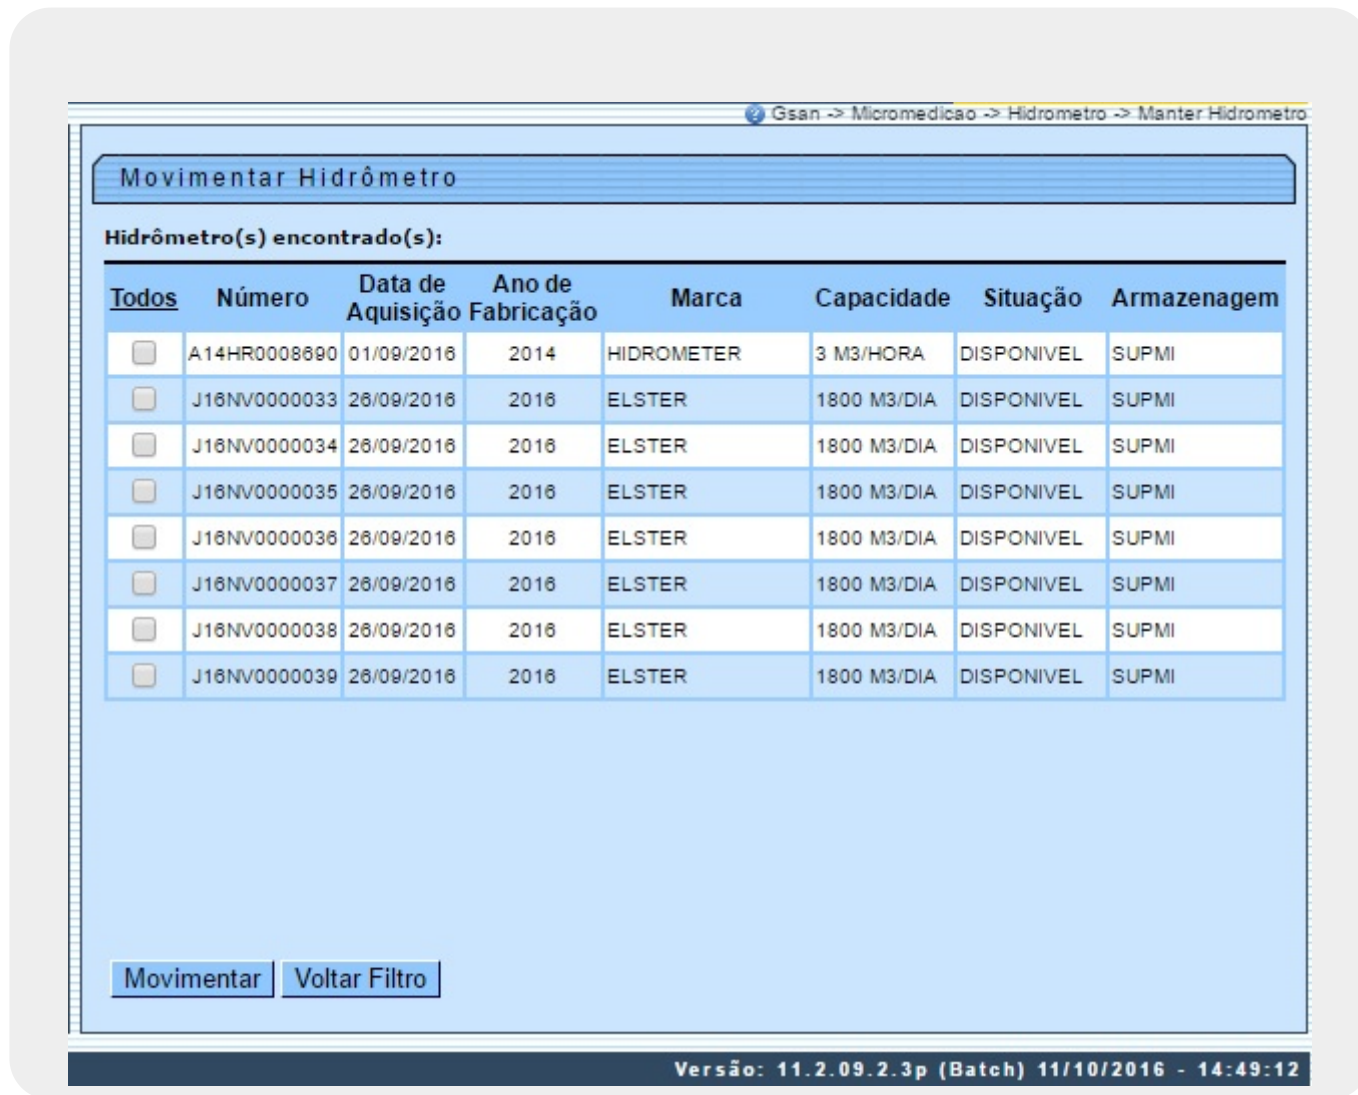 Gsan -> Micromedicao -> Hidrometro -> Manter Hidrometro
Movimentar Hidrômetro
Hidrômetro(s) encontrado(s):
Todos Número Data de Aquisição Ano de Fabricação Marca Capacidade Situação Armazenagem
A14HR0008690 01/09/2016 2014 HIDROMETER 3 M3/HORA DISPONIVEL SUPMI
J16NV0000033 26/09/2016 2016 ELSTER 1800 M3/DIA DISPONIVEL SUPMI
J16NV0000034 26/09/2016 2016 ELSTER 1800 M3/DIA DISPONIVEL SUPMI
J16NV0000035 26/09/2016 2016 ELSTER 1800 M3/DIA DISPONIVEL SUPMI
J16NV0000036 26/09/2016 2016 ELSTER 1800 M3/DIA DISPONIVEL SUPMI
J16NV0000037 26/09/2016 2016 ELSTER 1800 M3/DIA DISPONIVEL SUPMI
J16NV0000038 26/09/2016 2016 ELSTER 1800 M3/DIA DISPONIVEL SUPMI
J16NV0000039 26/09/2016 2016 ELSTER 1800 M3/DIA DISPONIVEL SUPMI
Movimentar Voltar Filtro
Versão: 11.2.09.2.3p (Batch) 11/10/2016 - 14:49:12